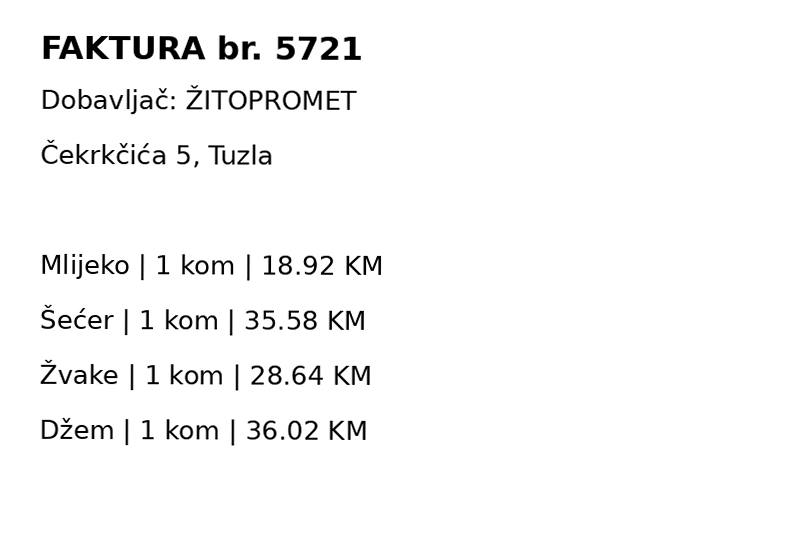 FAKTURA br. 5721
Dobavljač: ŽITOPROMET
Čekrkčića 5, Tuzla
Mlijeko | 1 kom | 18.92 KM
Šećer | 1 kom | 35.58 KM
Žvake | 1 kom | 28.64 KM
Džem | 1 kom | 36.02 KM